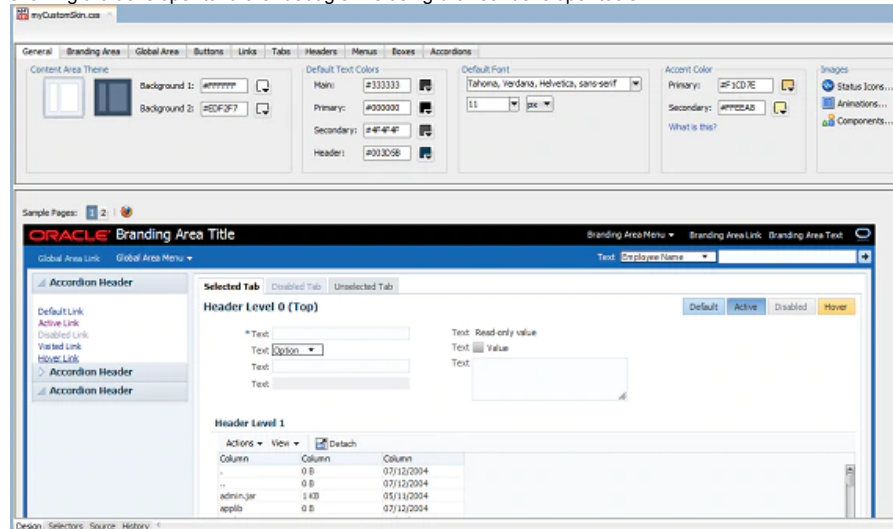 myCustomSkin.css
General Branding Area Global Area Buttons Links Tabs Headers Menus Boxes Accordions
Content Area Theme Default Text Colors Default Font Accent Color Images
Background 1: #FFFFFF Main: #333333 Tahoma, Verdana, Helvetica, sans-serif Primary: #F1CD7E Status Icons...
Background 2: #EDF2F7 Primary: #000000 11 px Secondary: #FFEEAB Animations...
Secondary: #4F4F4F What is this? Components...
Header: #003D5B
Sample Pages: 1 2
ORACLE Branding Area Title Branding Area Menu Branding Area Link Branding Area Text
Global Area Link Global Area Menu Text Employee Name
Accordion Header Selected Tab Disabled Tab Unselected Tab
Default Link Header Level 0 (Top) Default Active Disabled Hover
Active Link
Disabled Link * Text Text Read-only value
Visited Link Text Option Text Value
Hover Link Text Text
Accordion Header Text
Accordion Header
Header Level 1
Actions View Detach
Column Column Column
. 0 B 07/12/2004
.. 0 B 07/12/2004
admin.jar 1 KB 05/11/2004
applib 0 B 07/12/2004
Design Selectors Source History